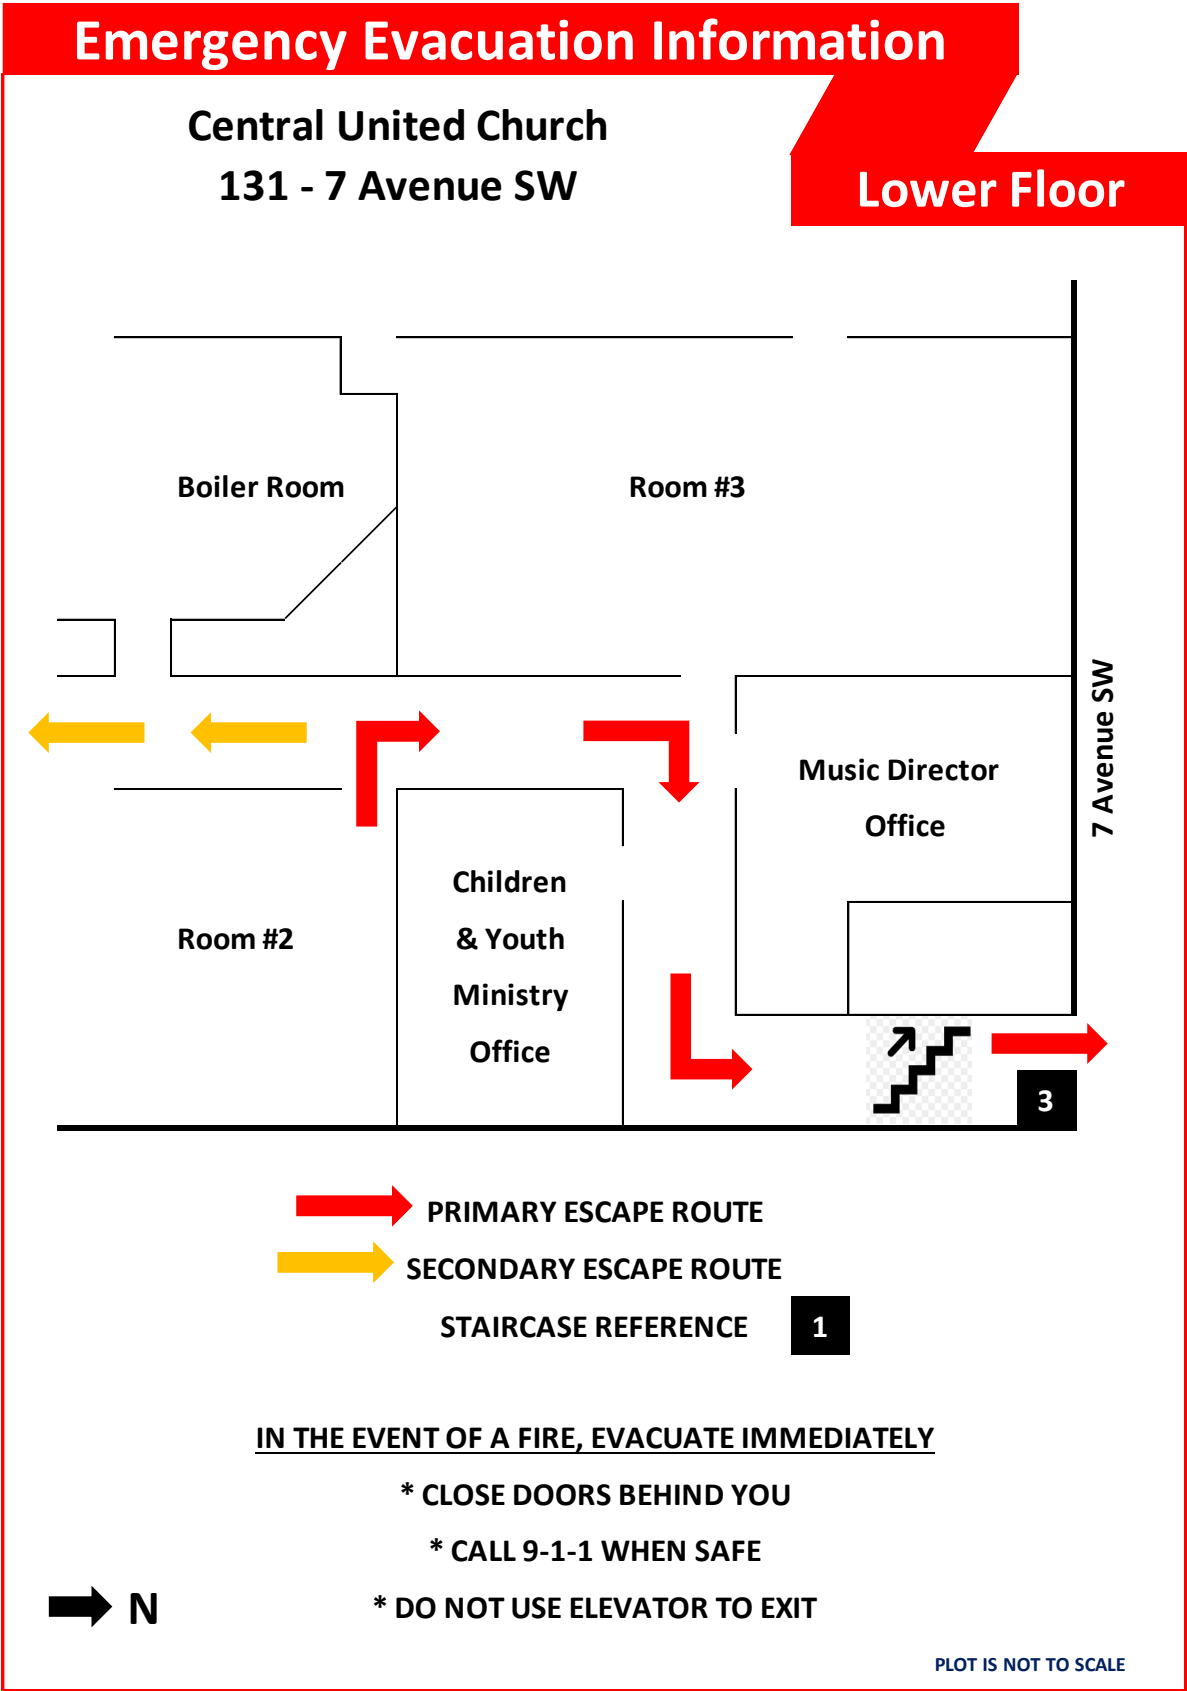 Emergency Evacuation Information
Central United Church
131 - 7 Avenue SW
Lower Floor
Boiler Room
Room #3
7 Avenue SW
Music Director
Office
Children
& Youth
Ministry
Office
Room #2
3
PRIMARY ESCAPE ROUTE
SECONDARY ESCAPE ROUTE
STAIRCASE REFERENCE 1
IN THE EVENT OF A FIRE, EVACUATE IMMEDIATELY
* CLOSE DOORS BEHIND YOU
* CALL 9-1-1 WHEN SAFE
N
* DO NOT USE ELEVATOR TO EXIT
PLOT IS NOT TO SCALE